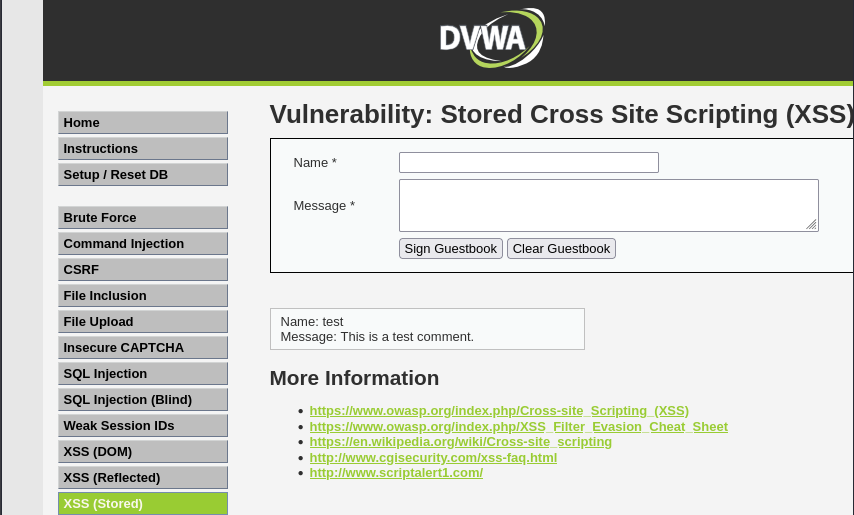 DVWA
Home
Instructions
Setup / Reset DB
Brute Force
Command Injection
CSRF
File Inclusion
File Upload
Insecure CAPTCHA
SQL Injection
SQL Injection (Blind)
Weak Session IDs
XSS (DOM)
XSS (Reflected)
XSS (Stored)
Vulnerability: Stored Cross Site Scripting (XSS)
Name *
Message *
Sign Guestbook Clear Guestbook
Name: test
Message: This is a test comment.
More Information
https://www.owasp.org/index.php/Cross-site_Scripting_(XSS)
https://www.owasp.org/index.php/XSS_Filter_Evasion_Cheat_Sheet
https://en.wikipedia.org/wiki/Cross-site_scripting
http://www.cgisecurity.com/xss-faq.html
http://www.scriptalert1.com/